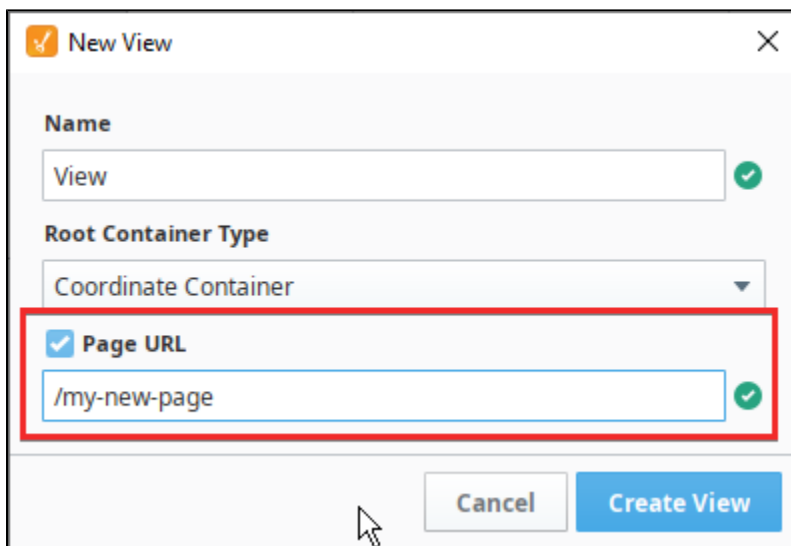 New View
Name
View
Root Container Type
Coordinate Container
Page URL
/my-new-page
Cancel
Create View